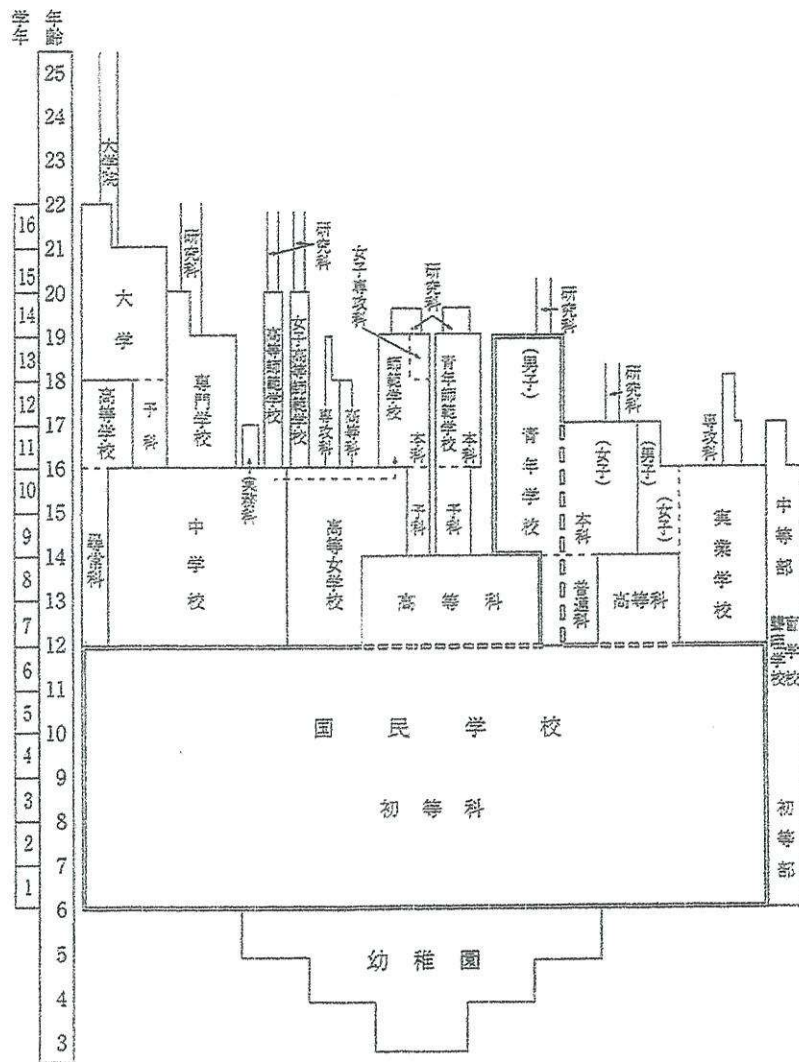 学年
年齢
25
24
23
22
21
20
19
18
17
16
15
14
13
12
11
10
9
8
7
6
5
4
3
16
15
14
13
12
11
10
9
8
7
6
5
4
3
2
1
大学院
大学
研究科
高等学校
予科
専門学校
実務科
高等師範学校
女子高等師範学校
研究科
専攻科
高等科
女子専攻科
研究科
師範学校
本科
予科
青年師範学校
本科
予科
(男子)青年学校
研究科
研究科
(女子)
(男子)
(女子)
本科
普通科
専攻科
実業学校
中等部
尋常科
中学校
高等女学校
高等科
高等科
盲学校
聾唖学校
国民学校
初等科
初等部
幼稚園